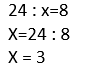 24 : x=8
X=24 : 8
X = 3